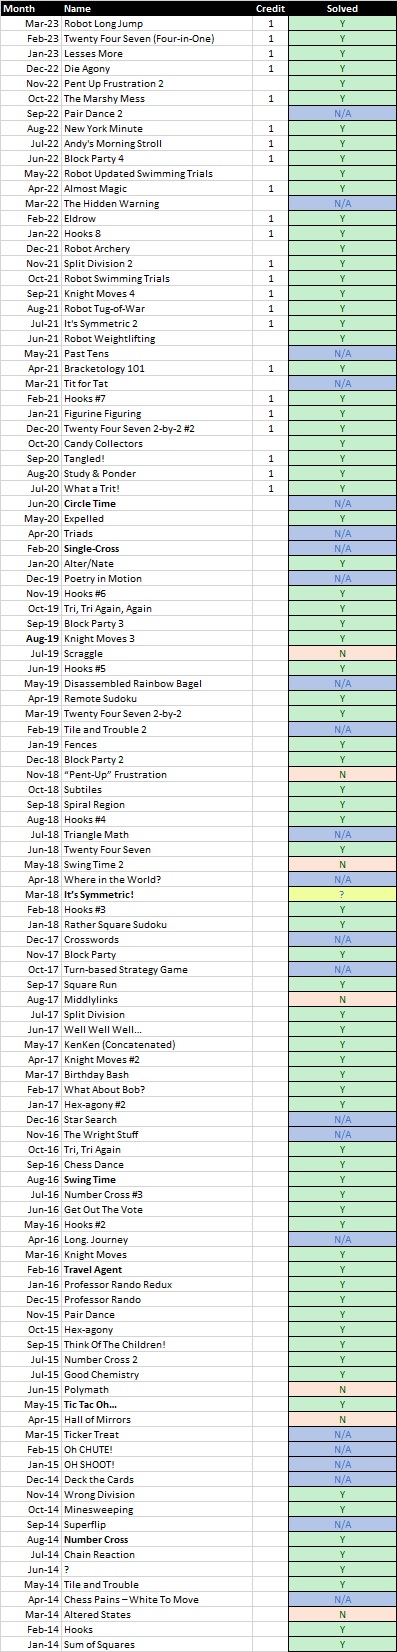 Month Name Credit Solved
Mar-23 Robot Long Jump 1 Y
Feb-23 Twenty Four Seven (Four-in-One) 1 Y
Jan-23 Lesses More 1 Y
Dec-22 Die Agony 1 Y
Nov-22 Pent Up Frustration 2 Y
Oct-22 The Marshy Mess 1 Y
Sep-22 Pair Dance 2 N/A
Aug-22 New York Minute 1 Y
Jul-22 Andy's Morning Stroll 1 Y
Jun-22 Block Party 4 1 Y
May-22 Robot Updated Swimming Trials Y
Apr-22 Almost Magic 1 Y
Mar-22 The Hidden Warning N/A
Feb-22 Eldrow 1 Y
Jan-22 Hooks 8 1 Y
Dec-21 Robot Archery Y
Nov-21 Split Division 2 1 Y
Oct-21 Robot Swimming Trials 1 Y
Sep-21 Knight Moves 4 1 Y
Aug-21 Robot Tug-of-War 1 Y
Jul-21 It's Symmetric 2 1 Y
Jun-21 Robot Weightlifting Y
May-21 Past Tens N/A
Apr-21 Bracketology 101 1 Y
Mar-21 Tit for Tat N/A
Feb-21 Hooks #7 1 Y
Jan-21 Figurine Figuring 1 Y
Dec-20 Twenty Four Seven 2-by-2 #2 1 Y
Oct-20 Candy Collectors Y
Sep-20 Tangled! 1 Y
Aug-20 Study & Ponder 1 Y
Jul-20 What a Trit! 1 Y
Jun-20 Circle Time N/A
May-20 Expelled Y
Apr-20 Triads N/A
Feb-20 Single-Cross N/A
Jan-20 Alter/Nate Y
Dec-19 Poetry in Motion N/A
Nov-19 Hooks #6 Y
Oct-19 Tri, Tri Again, Again Y
Sep-19 Block Party 3 Y
Aug-19 Knight Moves 3 Y
Jul-19 Scraggle N
Jun-19 Hooks #5 Y
May-19 Disassembled Rainbow Bagel N/A
Apr-19 Remote Sudoku Y
Mar-19 Twenty Four Seven 2-by-2 Y
Feb-19 Tile and Trouble 2 N/A
Jan-19 Fences Y
Dec-18 Block Party 2 Y
Nov-18 “Pent-Up” Frustration N
Oct-18 Subtiles Y
Sep-18 Spiral Region Y
Aug-18 Hooks #4 Y
Jul-18 Triangle Math N/A
Jun-18 Twenty Four Seven Y
May-18 Swing Time 2 N
Apr-18 Where in the World? N/A
Mar-18 It's Symmetric! ?
Feb-18 Hooks #3 Y
Jan-18 Rather Square Sudoku Y
Dec-17 Crosswords N/A
Nov-17 Block Party Y
Oct-17 Turn-based Strategy Game N/A
Sep-17 Square Run Y
Aug-17 Middlylinks N
Jul-17 Split Division Y
Jun-17 Well Well Well... Y
May-17 KenKen (Concatenated) Y
Apr-17 Knight Moves #2 Y
Mar-17 Birthday Bash Y
Feb-17 What About Bob? Y
Jan-17 Hex-agony #2 Y
Dec-16 Star Search N/A
Nov-16 The Wright Stuff N/A
Oct-16 Tri, Tri Again Y
Sep-16 Chess Dance Y
Aug-16 Swing Time Y
Jul-16 Number Cross #3 Y
Jun-16 Get Out The Vote Y
May-16 Hooks #2 Y
Apr-16 Long. Journey N/A
Mar-16 Knight Moves Y
Feb-16 Travel Agent Y
Jan-16 Professor Rando Redux Y
Dec-15 Professor Rando Y
Nov-15 Pair Dance Y
Oct-15 Hex-agony Y
Sep-15 Think Of The Children! Y
Jul-15 Number Cross 2 Y
Jul-15 Good Chemistry Y
Jun-15 Polymath N
May-15 Tic Tac Oh... Y
Apr-15 Hall of Mirrors N
Mar-15 Ticker Treat N/A
Feb-15 Oh CHUTE! N/A
Jan-15 OH SHOOT! N/A
Dec-14 Deck the Cards N/A
Nov-14 Wrong Division Y
Oct-14 Minesweeping Y
Sep-14 Superflip N/A
Aug-14 Number Cross Y
Jul-14 Chain Reaction Y
Jun-14 ? Y
May-14 Tile and Trouble Y
Apr-14 Chess Pains – White To Move N/A
Mar-14 Altered States N
Feb-14 Hooks Y
Jan-14 Sum of Squares Y